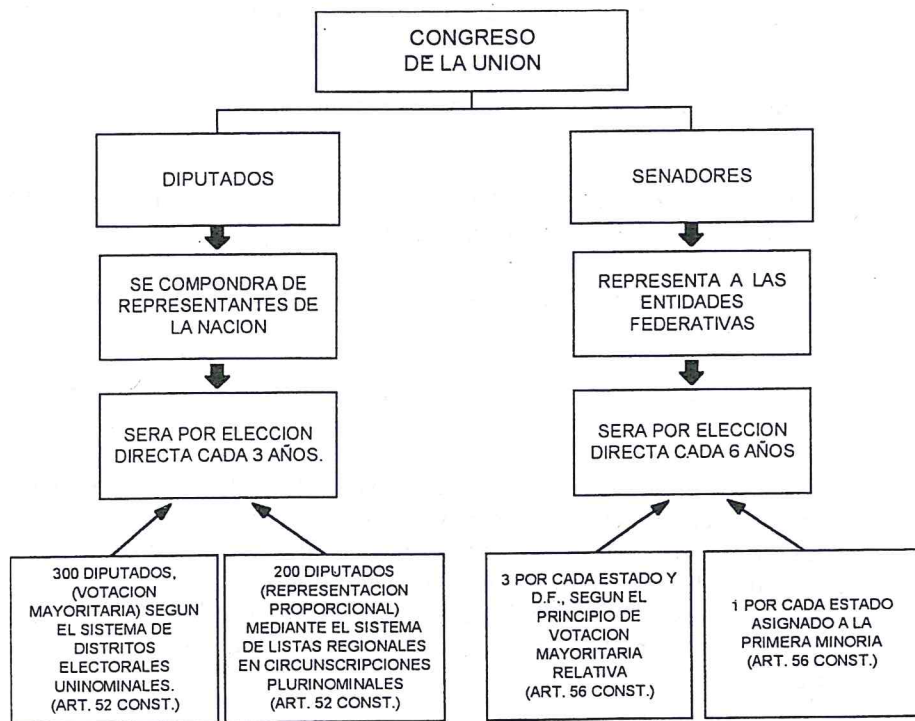 CONGRESO
DE LA UNION
DIPUTADOS
SENADORES
SE COMPONDRA DE
REPRESENTANTES DE
LA NACION
REPRESENTA A LAS
ENTIDADES
FEDERATIVAS
SERA POR ELECCION
DIRECTA CADA 3 AÑOS.
SERA POR ELECCION
DIRECTA CADA 6 AÑOS
300 DIPUTADOS,
(VOTACION
MAYORITARIA) SEGUN
EL SISTEMA DE
DISTRITOS
ELECTORALES
UNINOMINALES.
(ART. 52 CONST.)
200 DIPUTADOS
(REPRESENTACION
PROPORCIONAL)
MEDIANTE EL SISTEMA
DE LISTAS REGIONALES
EN CIRCUNSCRIPCIONES
PLURINOMINALES
(ART. 52 CONST.)
3 POR CADA ESTADO Y
D.F., SEGUN EL
PRINCIPIO DE
VOTACION
MAYORITARIA
RELATIVA
(ART. 56 CONST.)
1 POR CADA ESTADO
ASIGNADO A LA
PRIMERA MINORIA
(ART. 56 CONST.)